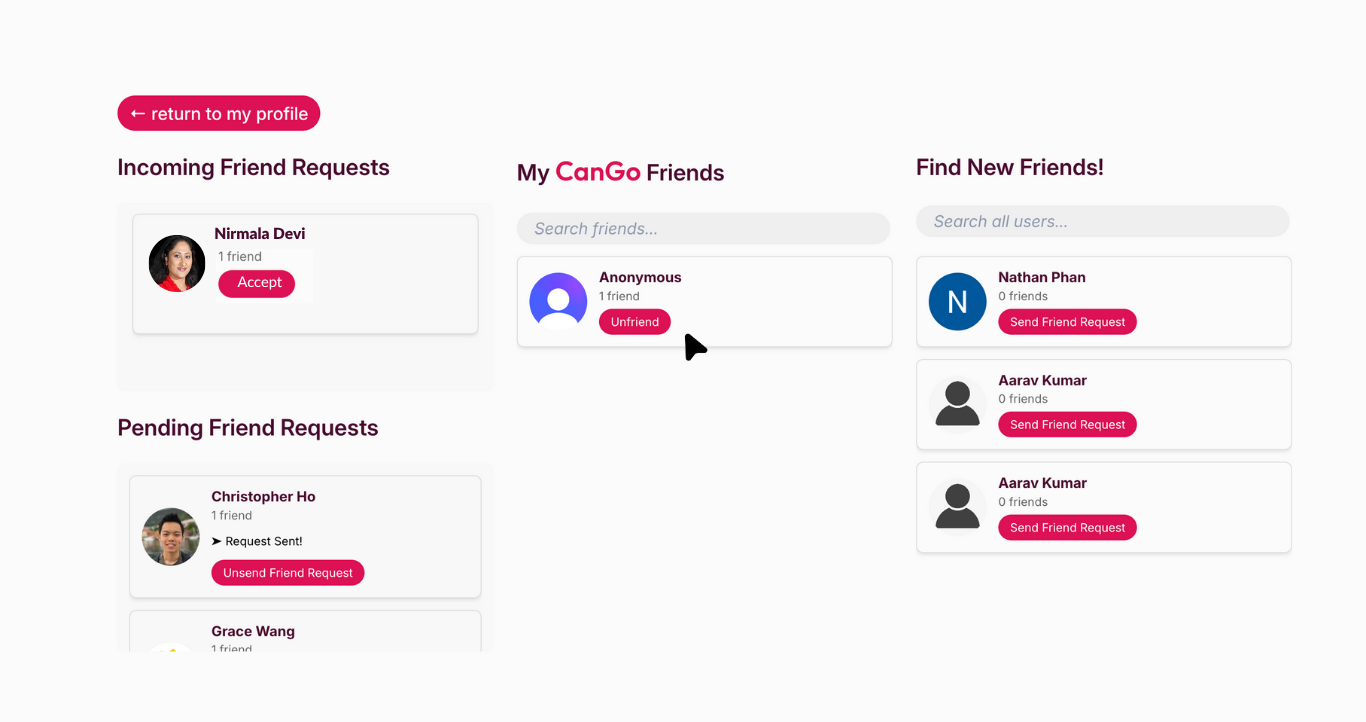 ← return to my profile
Incoming Friend Requests
Nirmala Devi
1 friend
Accept
Pending Friend Requests
Christopher Ho
1 friend
➤ Request Sent!
Unsend Friend Request
Grace Wang
1 friend
My CanGo Friends
Search friends...
Anonymous
1 friend
Unfriend
Find New Friends!
Search all users...
N
Nathan Phan
0 friends
Send Friend Request
Aarav Kumar
0 friends
Send Friend Request
Aarav Kumar
0 friends
Send Friend Request